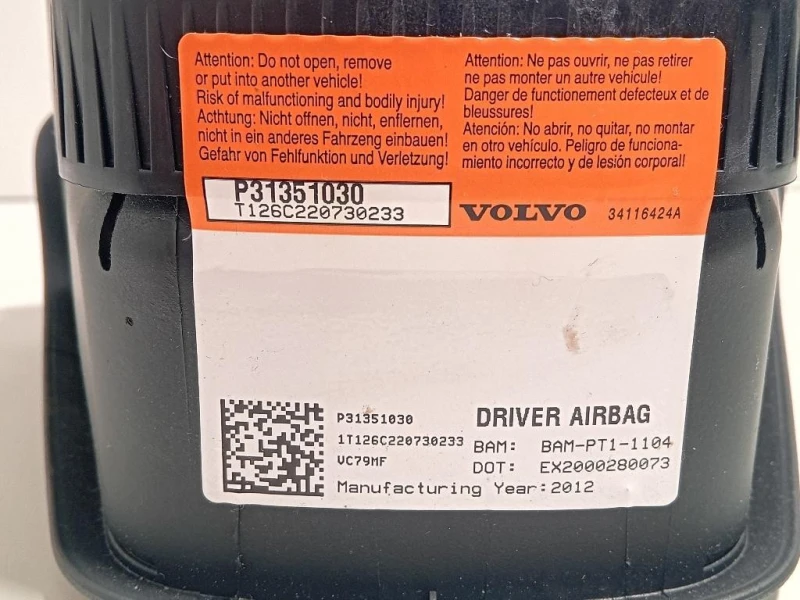 Attention: Do not open, remove
or put into another vehicle!
Risk of malfunctioning and bodily injury!
Acthtung: Nicht offnen, nicht, enflernen,
nicht in ein anderes Fahrzeng einbauen!
Gefahr von Fehlfunktion und Verletzung!
Attention: Ne pas ouvrir, ne pas retirer
ne pas monter un autre vehicule!
Danger de functionement defecteux et de
bleussures!
Atención: No abrir, no quitar, no montar
en otro vehículo. Peligro de funciona-
miento incorrecto y de lesión corporal!
P31351030
T126C220730233
VOLVO
34116424A
P31351030
1T126C220730233
VC79MF
DRIVER AIRBAG
BAM: BAM-PT1-1104
DOT: EX2000280073
Manufacturing Year:2012